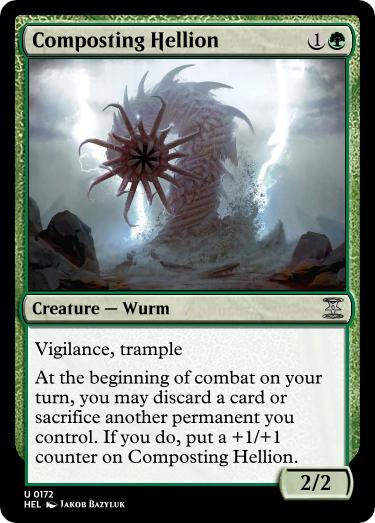 Composting Hellion 1
Creature — Wurm
Vigilance, trample
At the beginning of combat on your
turn, you may discard a card or
sacrifice another permanent you
control. If you do, put a +1/+1
counter on Composting Hellion.
2/2
U 0172
HEL Jakob Bazyluk